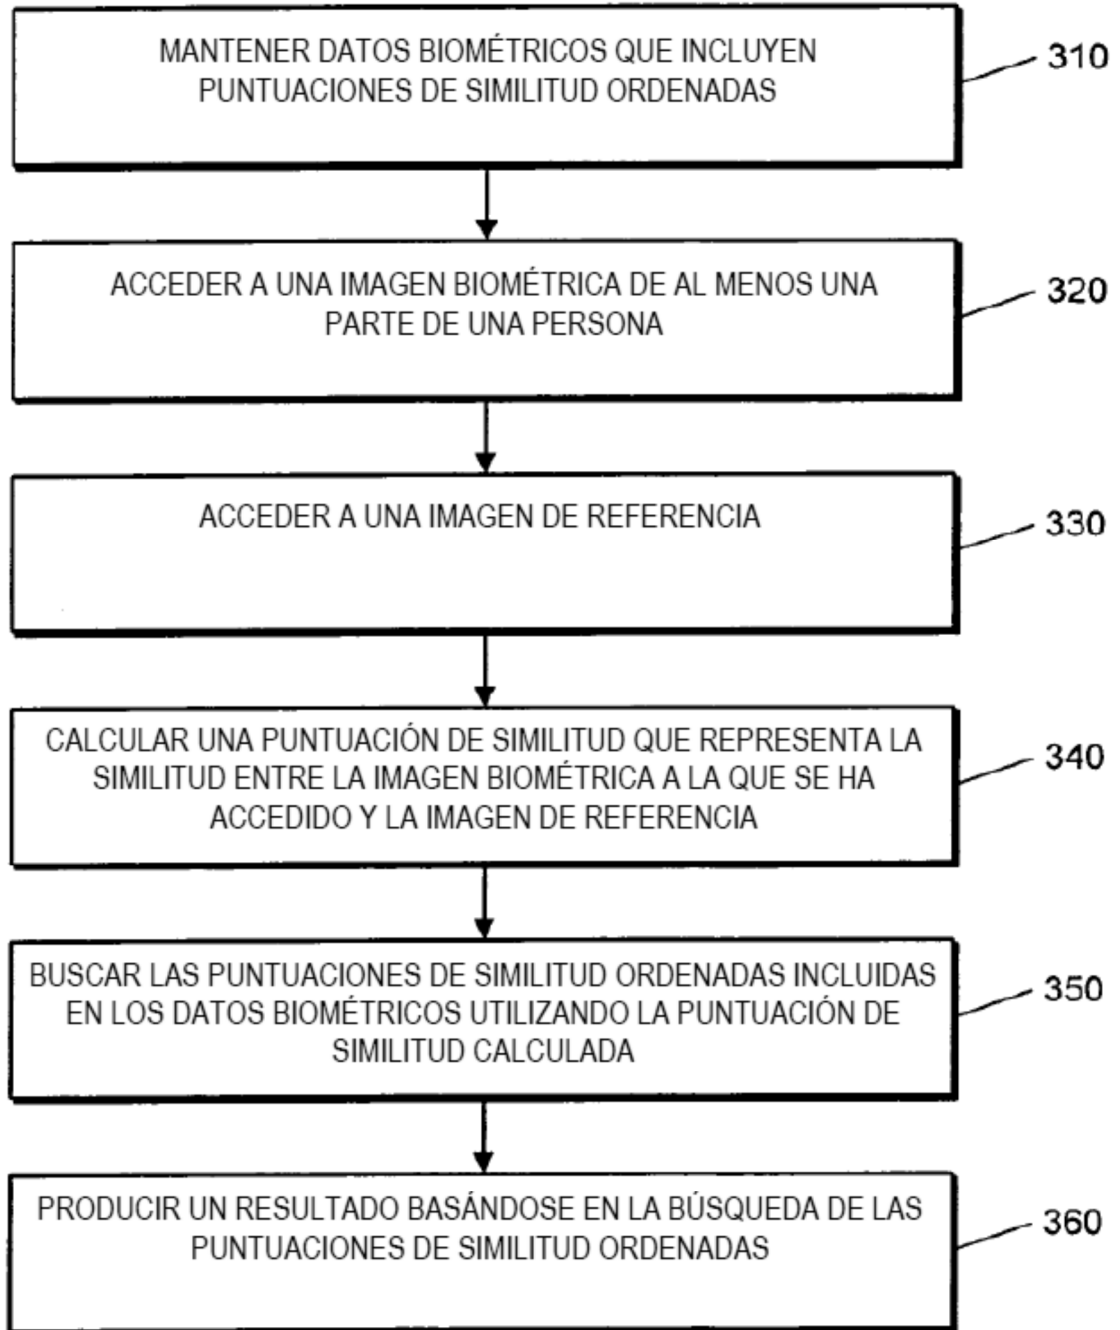 MANTENER DATOS BIOMÉTRICOS QUE INCLUYEN
PUNTUACIONES DE SIMILITUD ORDENADAS
310
ACCEDER A UNA IMAGEN BIOMÉTRICA DE AL MENOS UNA
PARTE DE UNA PERSONA
320
ACCEDER A UNA IMAGEN DE REFERENCIA
330
CALCULAR UNA PUNTUACIÓN DE SIMILITUD QUE REPRESENTA LA
SIMILITUD ENTRE LA IMAGEN BIOMÉTRICA A LA QUE SE HA
ACCEDIDO Y LA IMAGEN DE REFERENCIA
340
BUSCAR LAS PUNTUACIONES DE SIMILITUD ORDENADAS INCLUIDAS
EN LOS DATOS BIOMÉTRICOS UTILIZANDO LA PUNTUACIÓN DE
SIMILITUD CALCULADA
350
PRODUCIR UN RESULTADO BASÁNDOSE EN LA BÚSQUEDA DE LAS
PUNTUACIONES DE SIMILITUD ORDENADAS
360